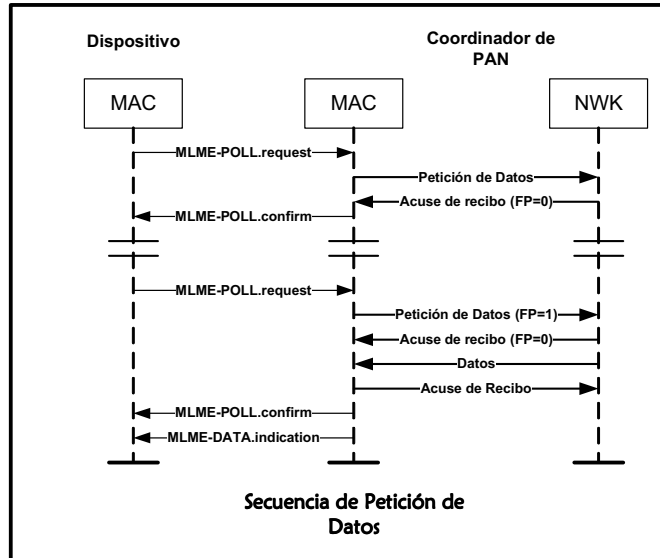 Dispositivo
Coordinador de
PAN
MAC
MAC
NWK
MLME-POLL.request
Petición de Datos
Acuse de recibo (FP=0)
MLME-POLL.confirm
MLME-POLL.request
Petición de Datos (FP=1)
Acuse de recibo (FP=0)
Datos
Acuse de Recibo
MLME-POLL.confirm
MLME-DATA.indication
Secuencia de Petición de
Datos